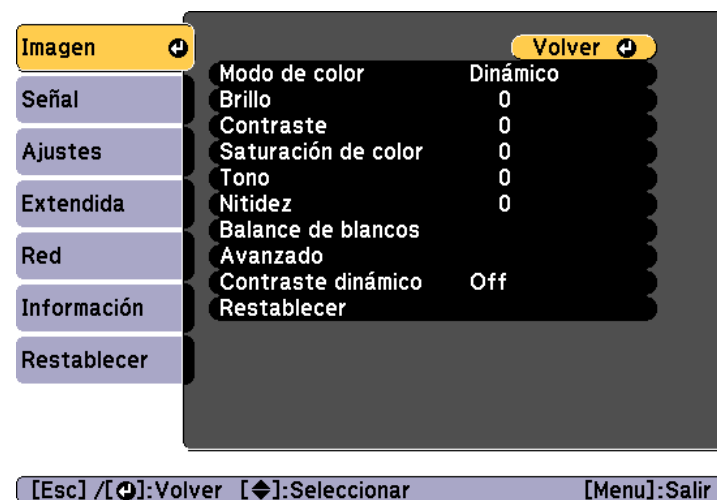 Imagen
Señal
Ajustes
Extendida
Red
Información
Restablecer
Volver
Modo de color Dinámico
Brillo 0
Contraste 0
Saturación de color 0
Tono 0
Nitidez 0
Balance de blancos
Avanzado
Contraste dinámico Off
Restablecer
[Esc] /[ ]:Volver [ ]:Seleccionar [Menu]:Salir